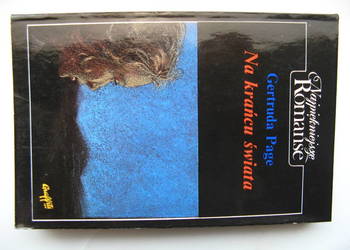 Najpiękniejsze
Romanse
Gertruda Page
Na krańcu świata